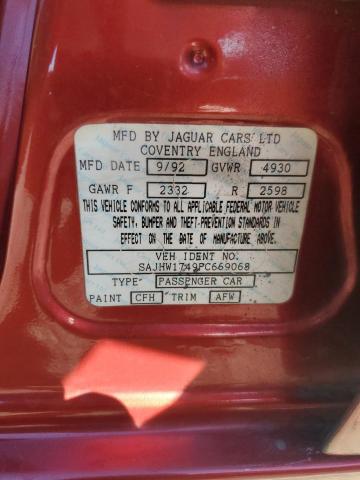 MFD BY JAGUAR CARS LTD
COVENTRY ENGLAND
MFD DATE 9/92 GVWR 4930
GAWR F 2332 R 2598
THIS VEHICLE CONFORMS TO ALL APPLICABLE FEDERAL MOTOR VEHICLE
SAFETY, BUMPER AND THEFT-PREVENTION STANDARDS IN
EFFECT ON THE DATE OF MANUFACTURE ABOVE.
VEH IDENT NO.
SAJHW1749PC669068
TYPE: PASSENGER CAR
PAINT CFH TRIM AFW